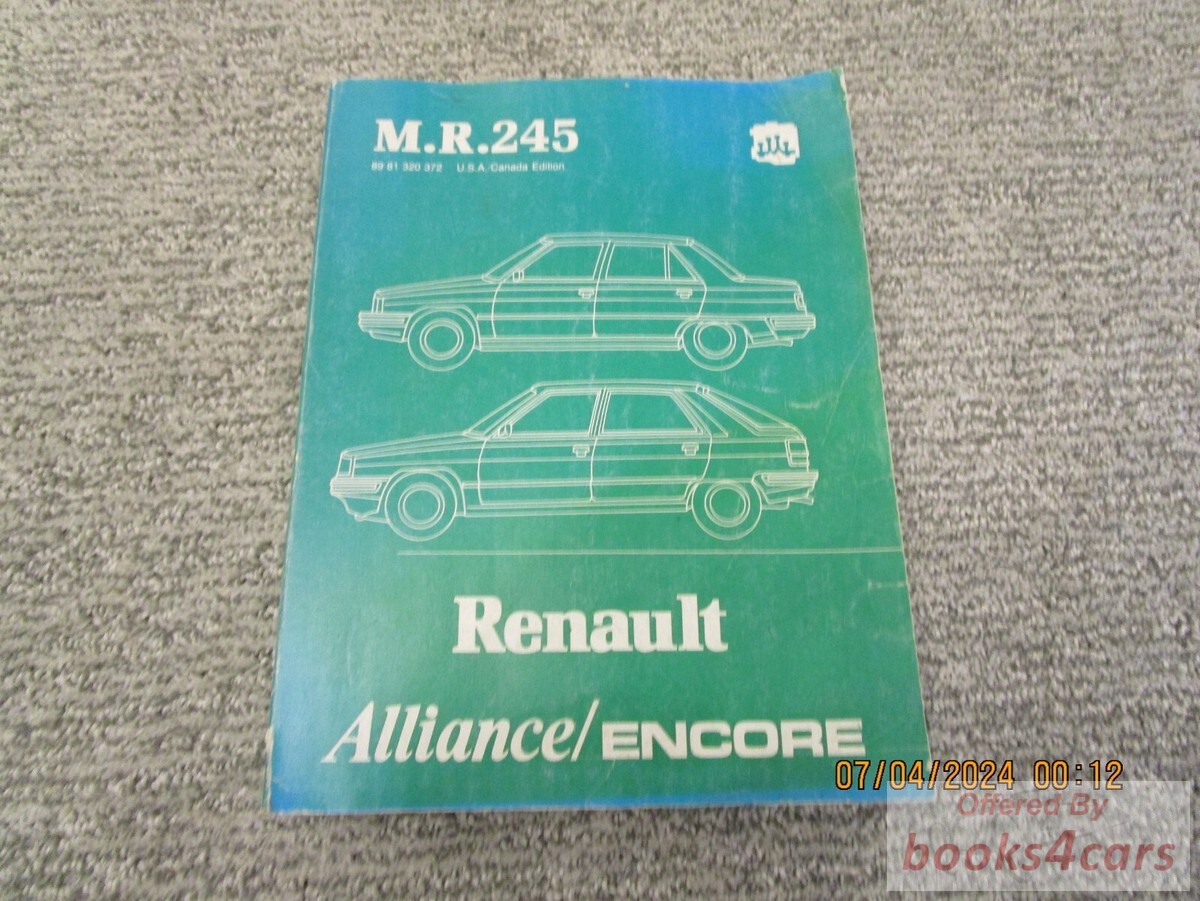 M.R.245
89 81 320 372 U.S.A. Canada Edition
Renault
Alliance/ENCORE
07/04/2024 00:12
Offered By
books4cars